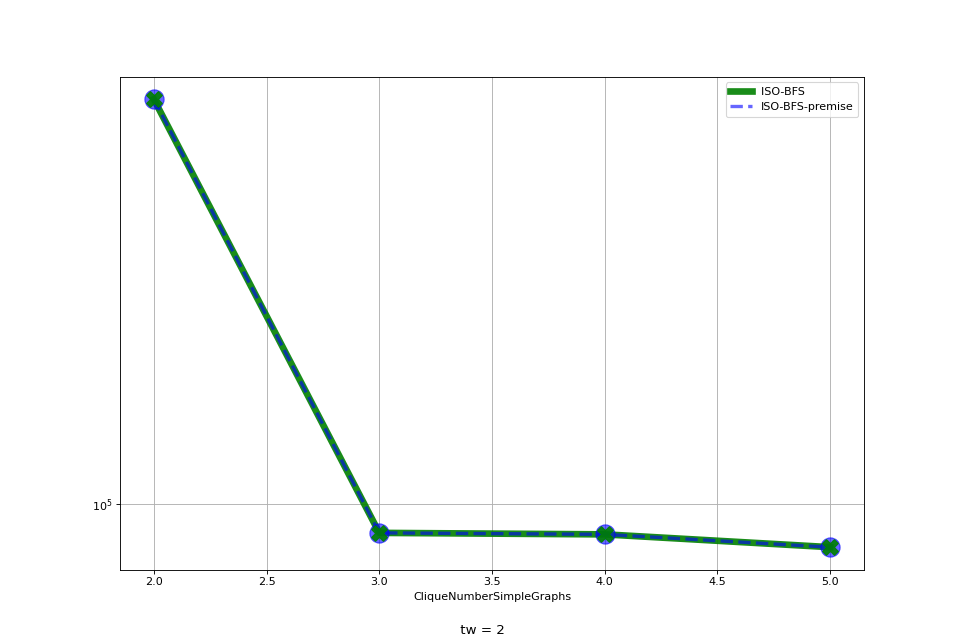 ISO-BFS
ISO-BFS-premise
10^5
2.0 2.5 3.0 3.5 4.0 4.5 5.0
CliqueNumberSimpleGraphs
tw = 2